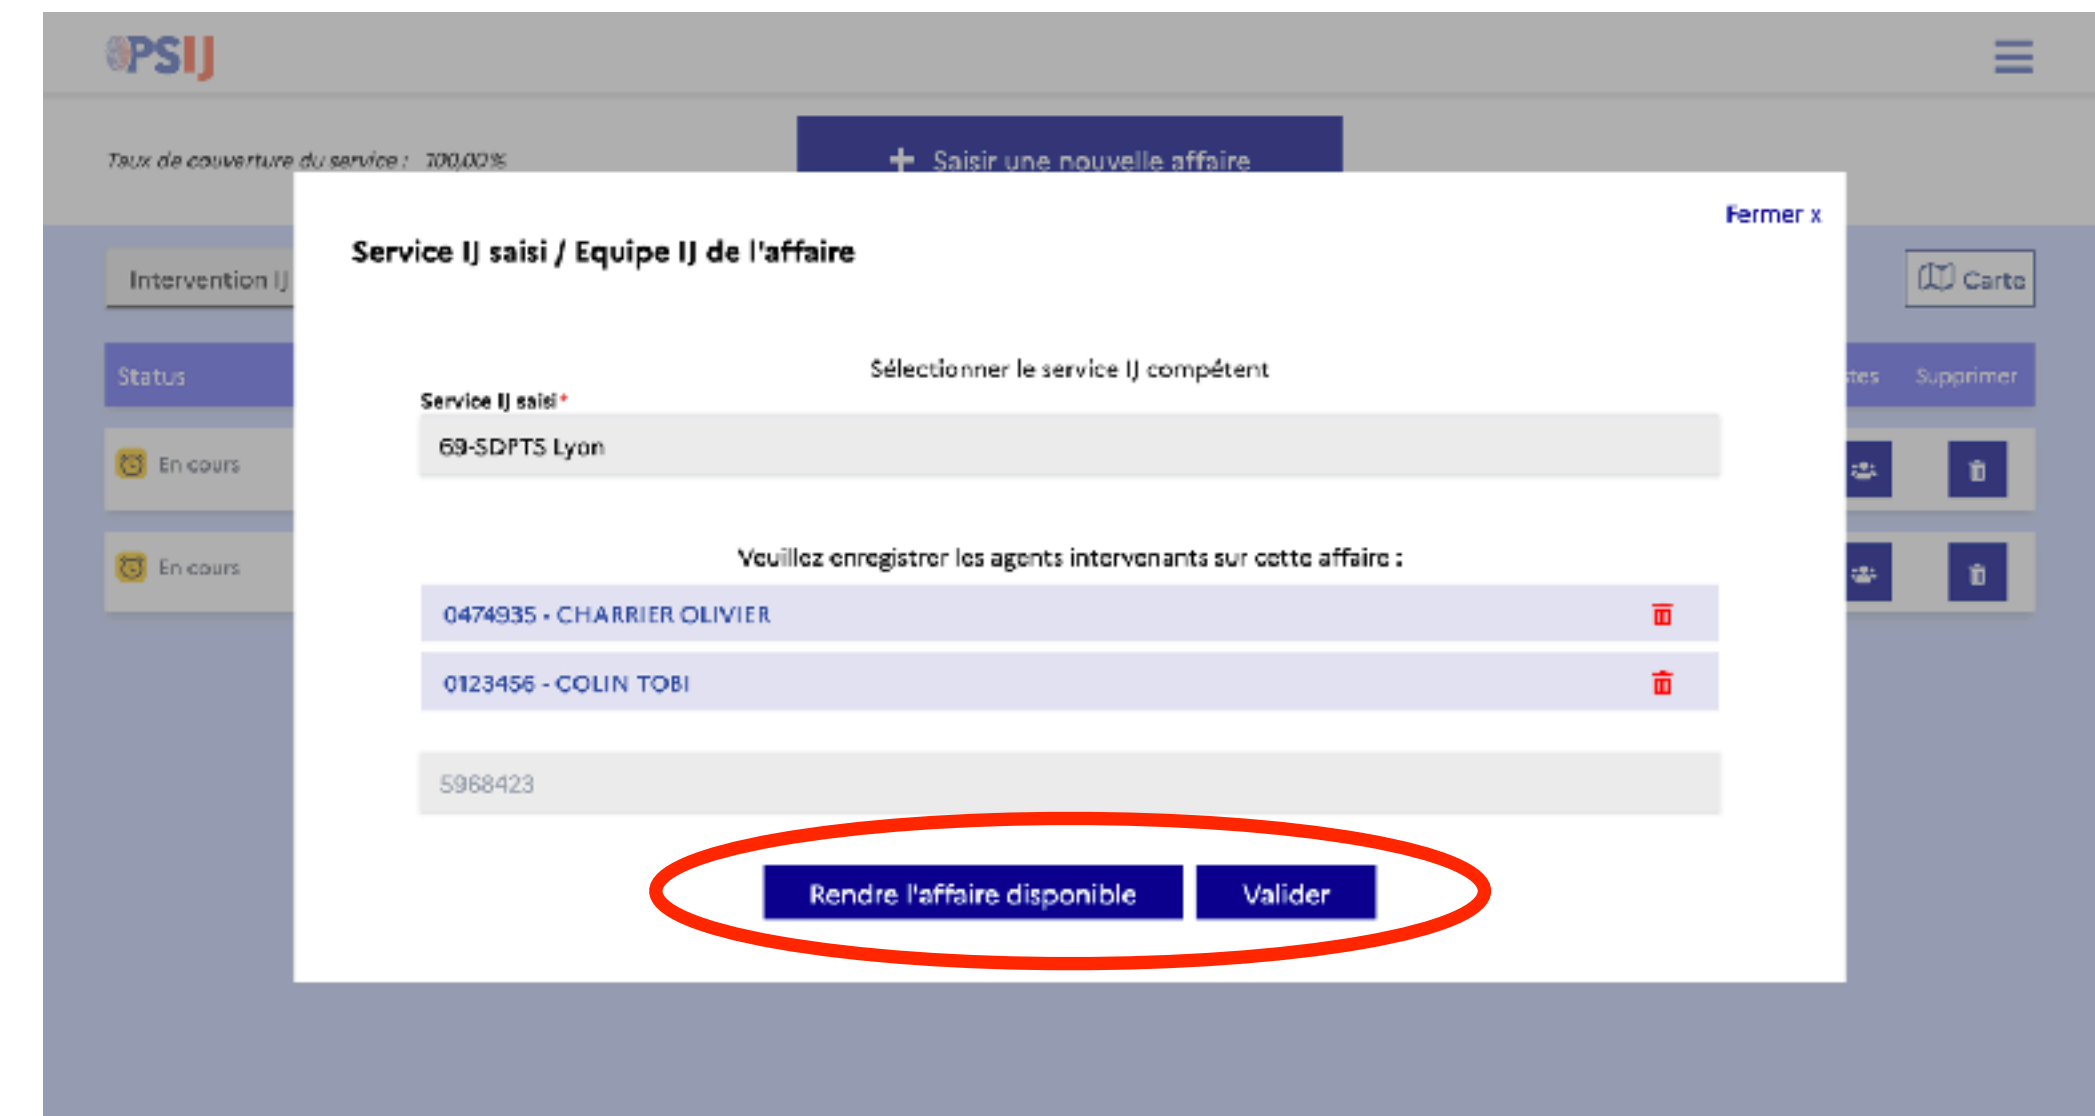 PSIJ
Taux de couverture du service : 100,00 %
+ Saisir une nouvelle affaire
Fermer x
Service IJ saisi / Equipe IJ de l'affaire
Intervention IJ
Carte
Sélectionner le service IJ compétent
Status
Supprimer
Service IJ saisi *
69-SDPTS Lyon
En cours
Veuillez enregistrer les agents intervenants sur cette affaire :
En cours
0474935 - CHARRIER OLIVIER
0123456 - COLIN TOBI
5968423
Rendre l'affaire disponible
Valider